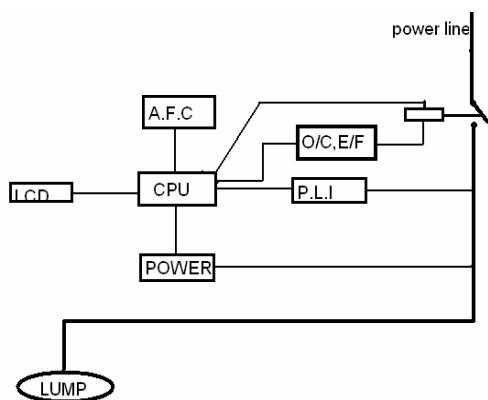 power line
A.F.C
O/C,E/F
CPU
P.L.I
LCD
POWER
LUMP